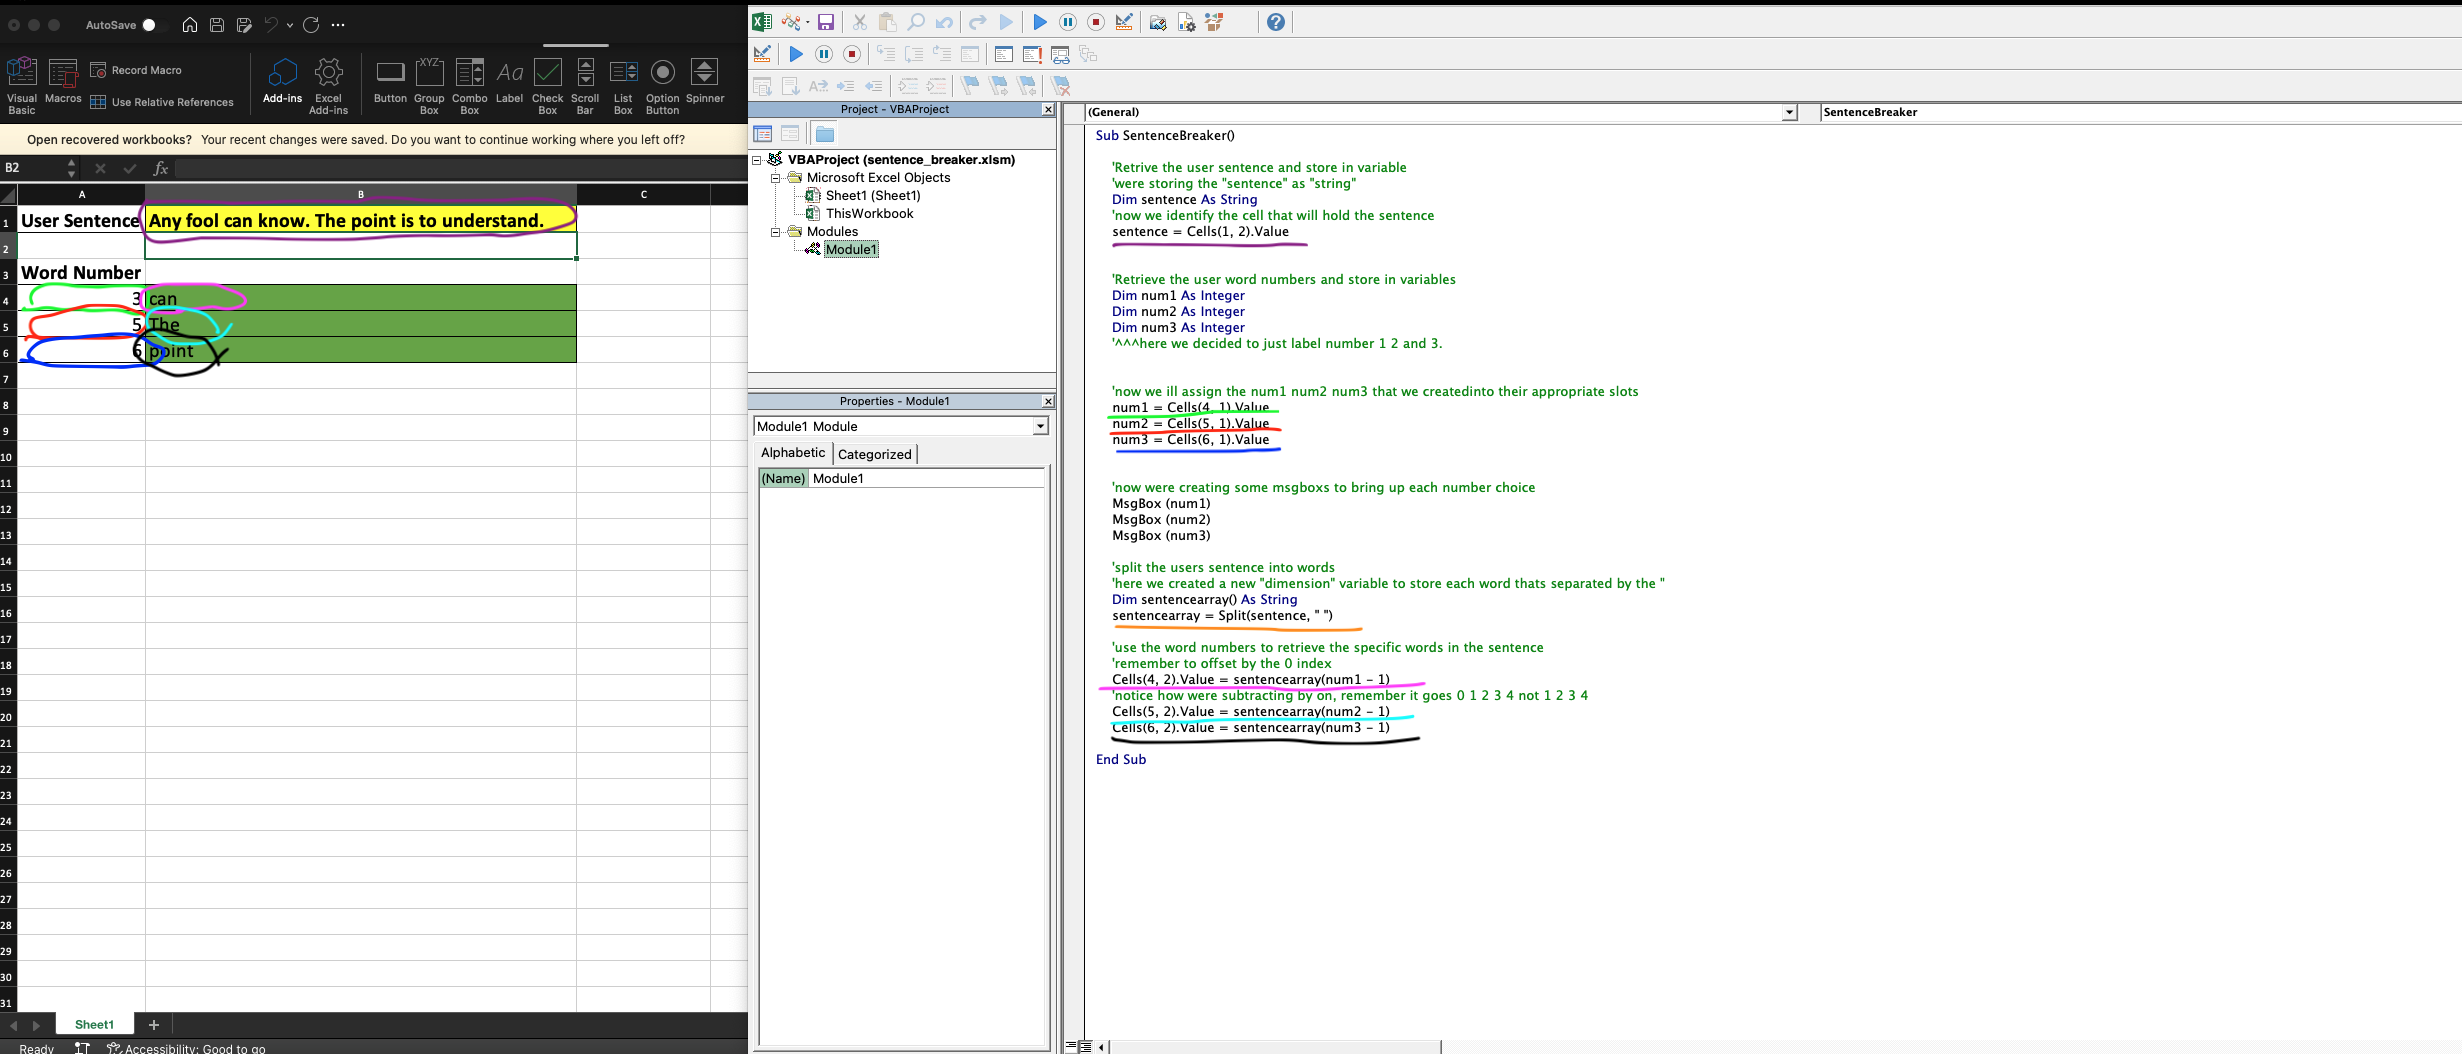 AutoSave
Visual Basic
Macros
Record Macro
Use Relative References
Add-ins
Excel Add-ins
Button
Group Box
Combo Box
Label
Check Box
Scroll Bar
List Box
Option Button
Spinner
Open recovered workbooks? Your recent changes were saved. Do you want to continue working where you left off?
B2
fx
A B C
1 User Sentence Any fool can know. The point is to understand.
2
3 Word Number
4 3 can
5 5 The
6 6 point
7
8
9
10
11
12
13
14
15
16
17
18
19
20
21
22
23
24
25
26
27
28
29
30
31
Sheet1 +
Ready Accessibility: Good to go
Project - VBAProject
VBAProject (sentence_breaker.xlsm)
Microsoft Excel Objects
Sheet1 (Sheet1)
ThisWorkbook
Modules
Module1
Properties - Module1
Module1 Module
Alphabetic Categorized
(Name) Module1
(General) SentenceBreaker
Sub SentenceBreaker()
'Retrive the user sentence and store in variable
'were storing the "sentence" as "string"
Dim sentence As String
'now we identify the cell that will hold the sentence
sentence = Cells(1, 2).Value
'Retrieve the user word numbers and store in variables
Dim num1 As Integer
Dim num2 As Integer
Dim num3 As Integer
'^^^here we decided to just label number 1 2 and 3.
'now we ill assign the num1 num2 num3 that we createdinto their appropriate slots
num1 = Cells(4, 1).Value
num2 = Cells(5, 1).Value
num3 = Cells(6, 1).Value
'now were creating some msgboxs to bring up each number choice
MsgBox (num1)
MsgBox (num2)
MsgBox (num3)
'split the users sentence into words
'here we created a new "dimension" variable to store each word thats separated by the "
Dim sentencearray() As String
sentencearray = Split(sentence, " ")
'use the word numbers to retrieve the specific words in the sentence
'remember to offset by the 0 index
Cells(4, 2).Value = sentencearray(num1 - 1)
'notice how were subtracting by on, remember it goes 0 1 2 3 4 not 1 2 3 4
Cells(5, 2).Value = sentencearray(num2 - 1)
Cells(6, 2).Value = sentencearray(num3 - 1)
End Sub